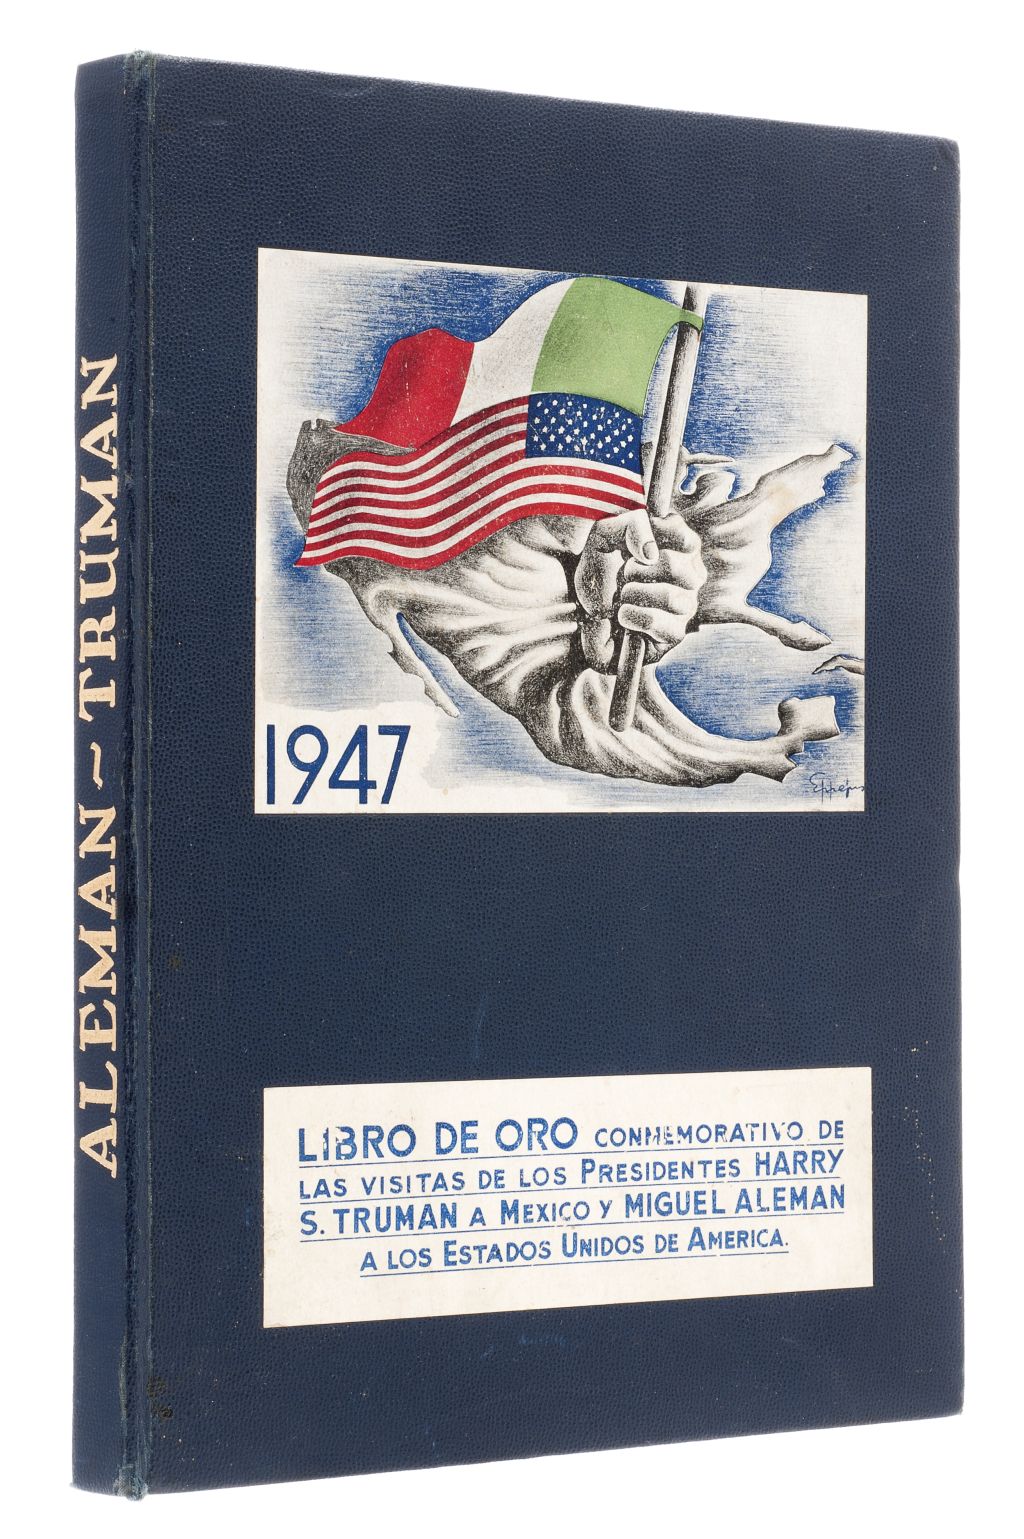 ALEMAN ~ TRUMAN
1947
LIBRO DE ORO CONMEMORATIVO DE
LAS VISITAS DE LOS PRESIDENTES HARRY
S. TRUMAN A MEXICO Y MIGUEL ALEMAN
A LOS ESTADOS UNIDOS DE AMERICA.